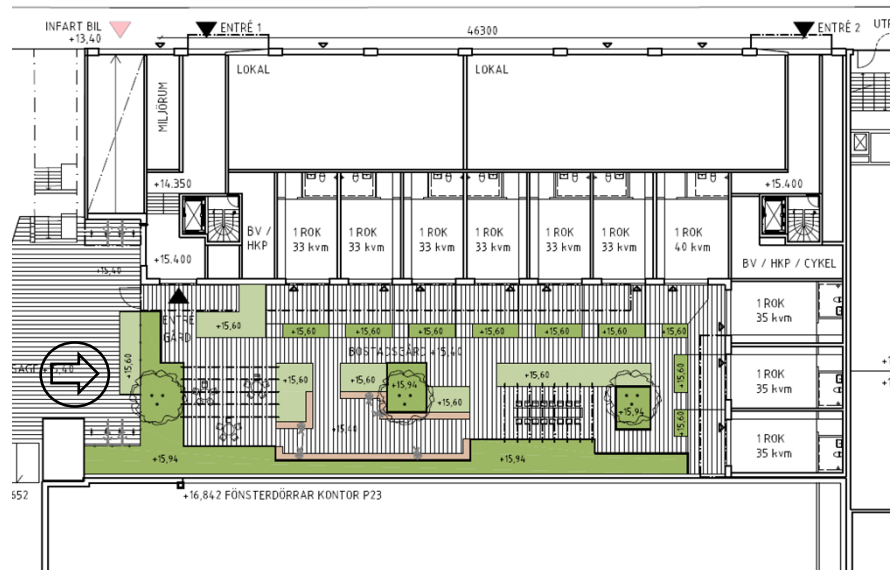 INFART BIL
+13,40
ENTRÉ 1
46300
ENTRÉ 2
LOKAL
LOKAL
MILJÖRUM
+14.350
+15.400
BV /
HKP
1 ROK
33 kvm
1 ROK
33 kvm
1 ROK
33 kvm
1 ROK
33 kvm
1 ROK
33 kvm
1 ROK
33 kvm
1 ROK
40 kvm
+15.400
+15,40
BV / HKP / CYKEL
1 ROK
35 kvm
ENTRÉ
GÅRD
+15,60
+15,60
+15,60
+15,60
+15,60
+15,60
+15,60
+15,60
+15,60
BOSTADSGÅRD +15,40
+15,60
+15,60
+15,94
+15,60
+15,60
+15,60
1 ROK
35 kvm
+15,40
+15,94
+15,60
1 ROK
35 kvm
+15,94
+15,94
652
+16,842 FÖNSTERDÖRRAR KONTOR P23